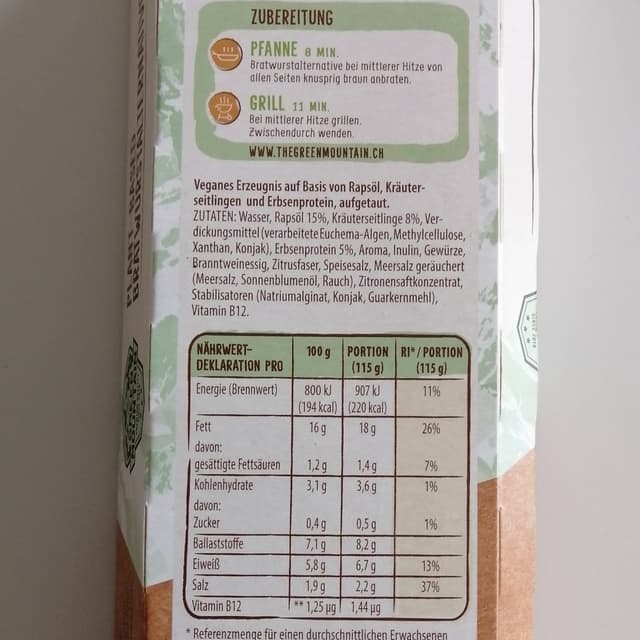 ZUBEREITUNG
PFANNE 8 MIN.
Bratwurstalternative bei mittlerer Hitze von
allen Seiten knusprig braun anbraten.
GRILL 11 MIN.
Bei mittlerer Hitze grillen.
Zwischendurch wenden.
WWW.THEGREENMOUNTAIN.CH
Veganes Erzeugnis auf Basis von Rapsöl, Kräuter-
seitlingen und Erbsenprotein, aufgetaut.
ZUTATEN: Wasser, Rapsöl 15%, Kräuterseitlinge 8%, Ver-
dickungsmittel (verarbeitete Euchema-Algen, Methylcellulose,
Xanthan, Konjak), Erbsenprotein 5%, Aroma, Inulin, Gewürze,
Branntweinessig, Zitrusfaser, Speisesalz, Meersalz geräuchert
(Meersalz, Sonnenblumenöl, Rauch), Zitronensaftkonzentrat,
Stabilisatoren (Natriumalginat, Konjak, Guarkernmehl),
Vitamin B12.
NÄHRWERT-
DEKLARATION PRO 100 g PORTION (115 g) RI* / PORTION (115 g)
Energie (Brennwert) 800 kJ 907 kJ 11%
(194 kcal) (220 kcal)
Fett 16 g 18 g 26%
davon:
gesättigte Fettsäuren 1,2 g 1,4 g 7%
Kohlenhydrate 3,1 g 3,6 g 1%
davon:
Zucker 0,4 g 0,5 g 1%
Ballaststoffe 7,1 g 8,2 g
Eiweiß 5,8 g 6,7 g 13%
Salz 1,9 g 2,2 g 37%
Vitamin B12 ** 1,25 µg 1,44 µg
* Referenzmenge für einen durchschnittlichen Erwachsenen